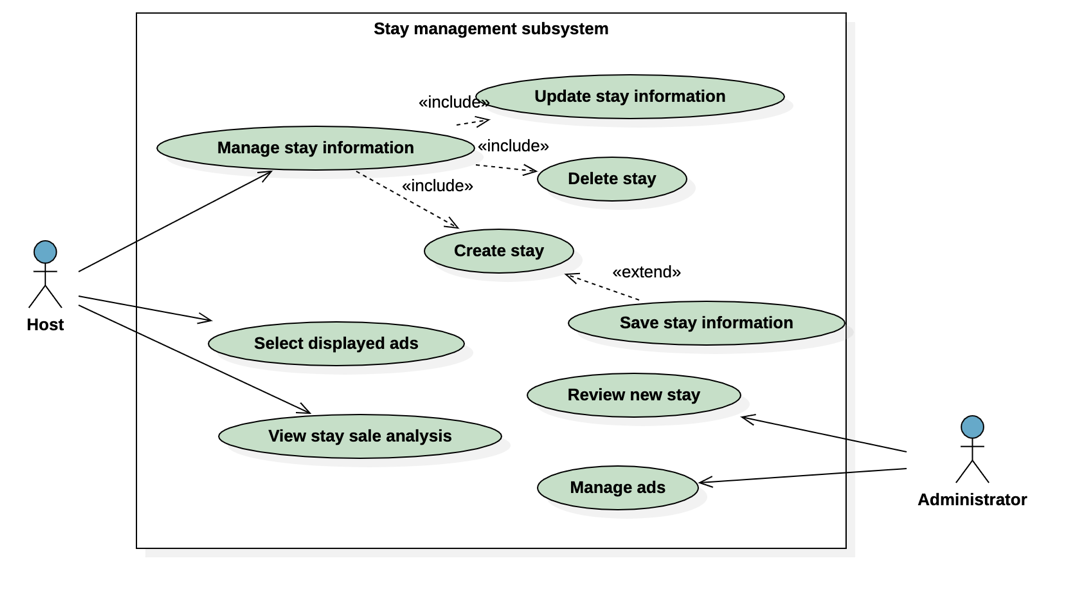 Stay management subsystem
«include»
Update stay information
Manage stay information
«include»
Delete stay
«include»
Create stay
«extend»
Save stay information
Host
Select displayed ads
Review new stay
View stay sale analysis
Manage ads
Administrator